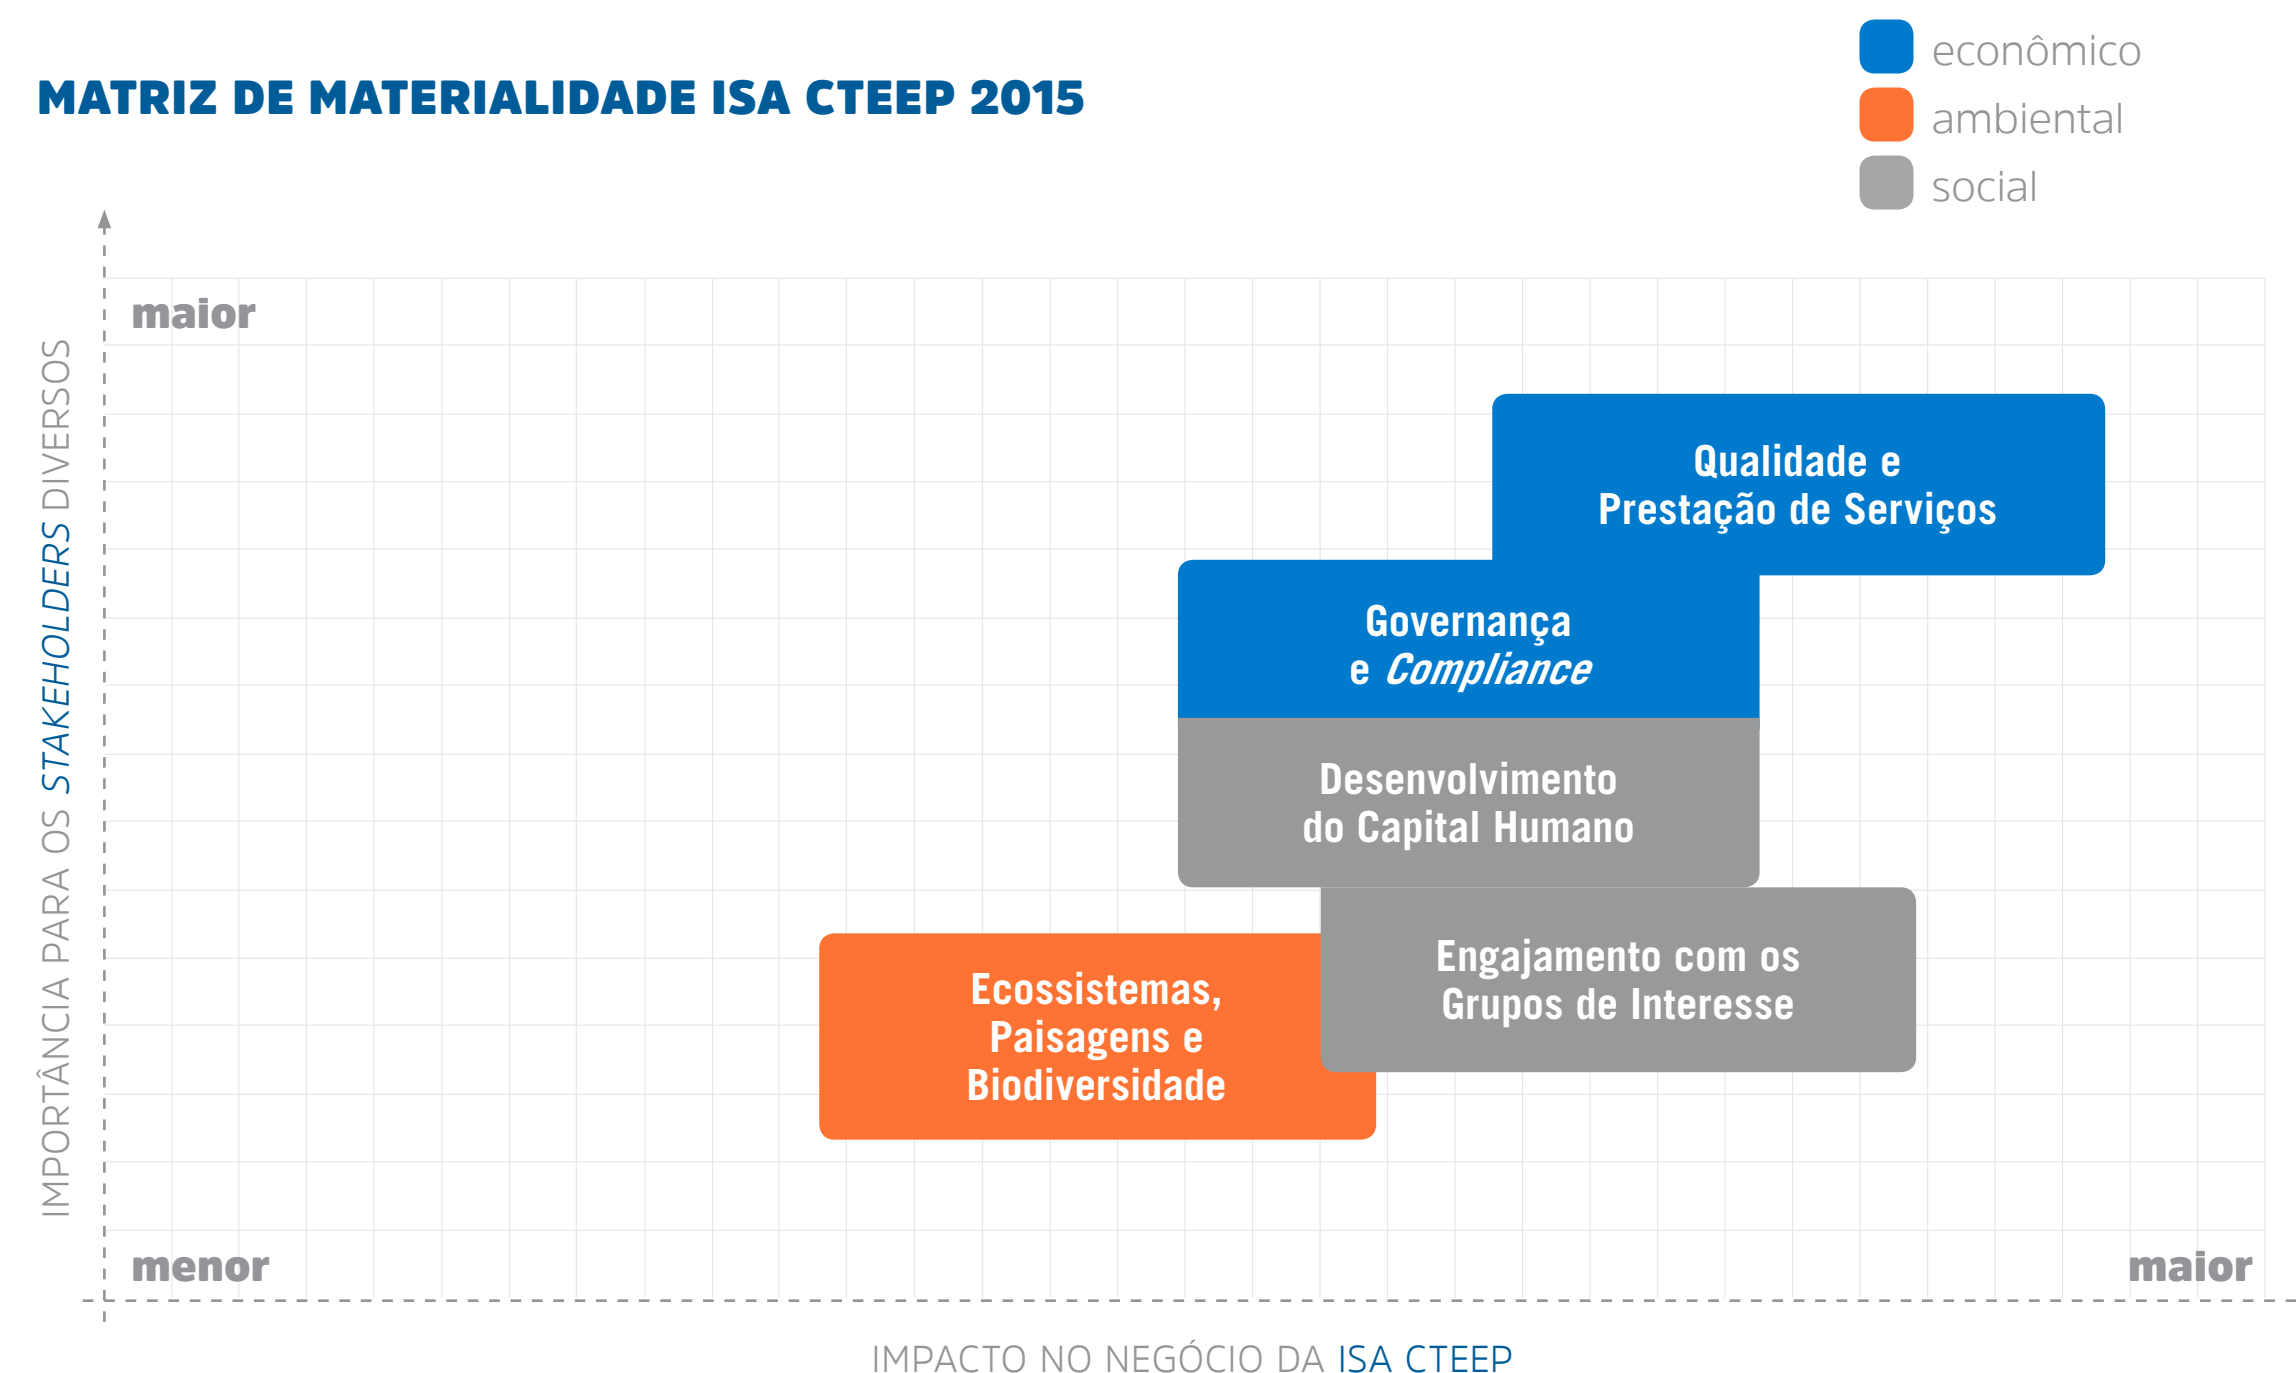 MATRIZ DE MATERIALIDADE ISA CTEEP 2015
econômico
ambiental
social
IMPORTÂNCIA PARA OS STAKEHOLDERS DIVERSOS
maior
Qualidade e
Prestação de Serviços
Governança
e Compliance
Desenvolvimento
do Capital Humano
Engajamento com os
Grupos de Interesse
Ecossistemas,
Paisagens e
Biodiversidade
menor
maior
IMPACTO NO NEGÓCIO DA ISA CTEEP